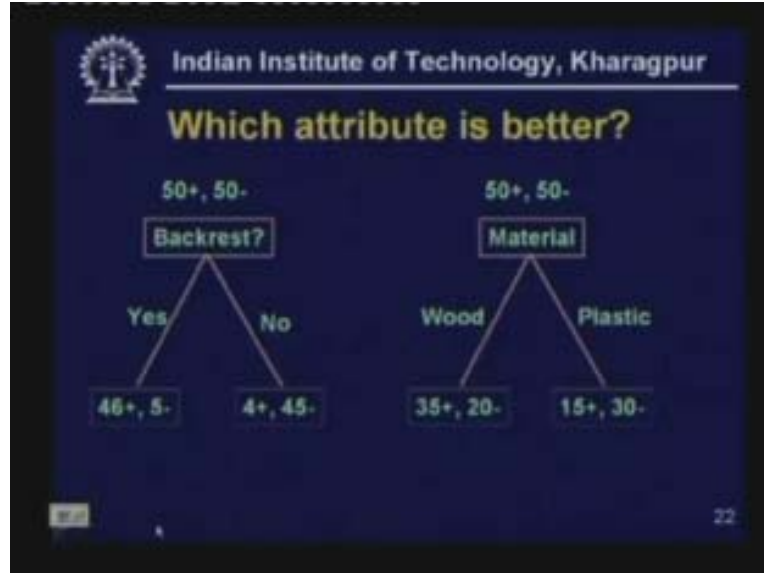 Indian Institute of Technology, Kharagpur
Which attribute is better?
50+, 50-
50+, 50-
Backrest?
Material
Yes
No
Wood
Plastic
46+, 5-
4+, 45-
35+, 20-
15+, 30-
22